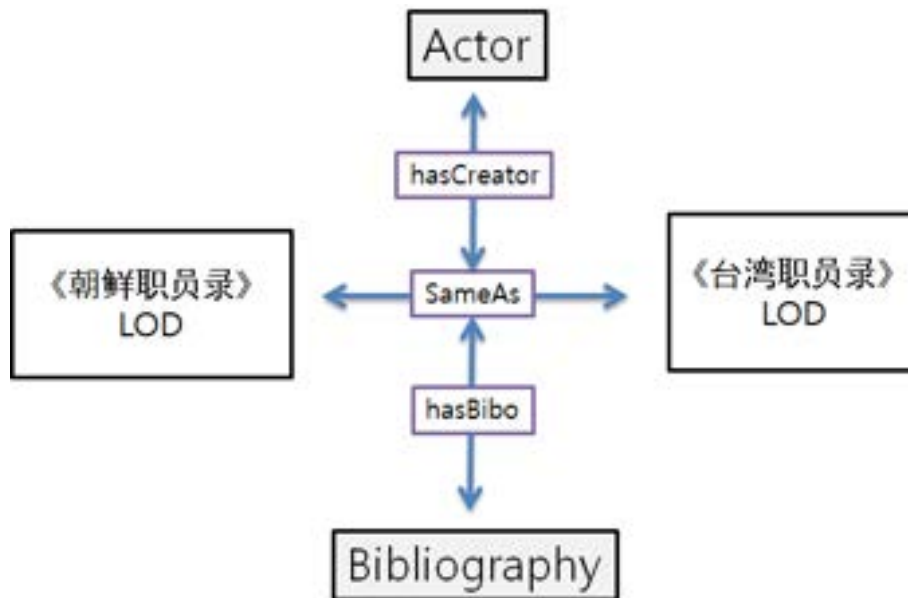 Actor
hasCreator
《朝鲜职员录》
LOD
SameAs
《台湾职员录》
LOD
hasBibo
Bibliography